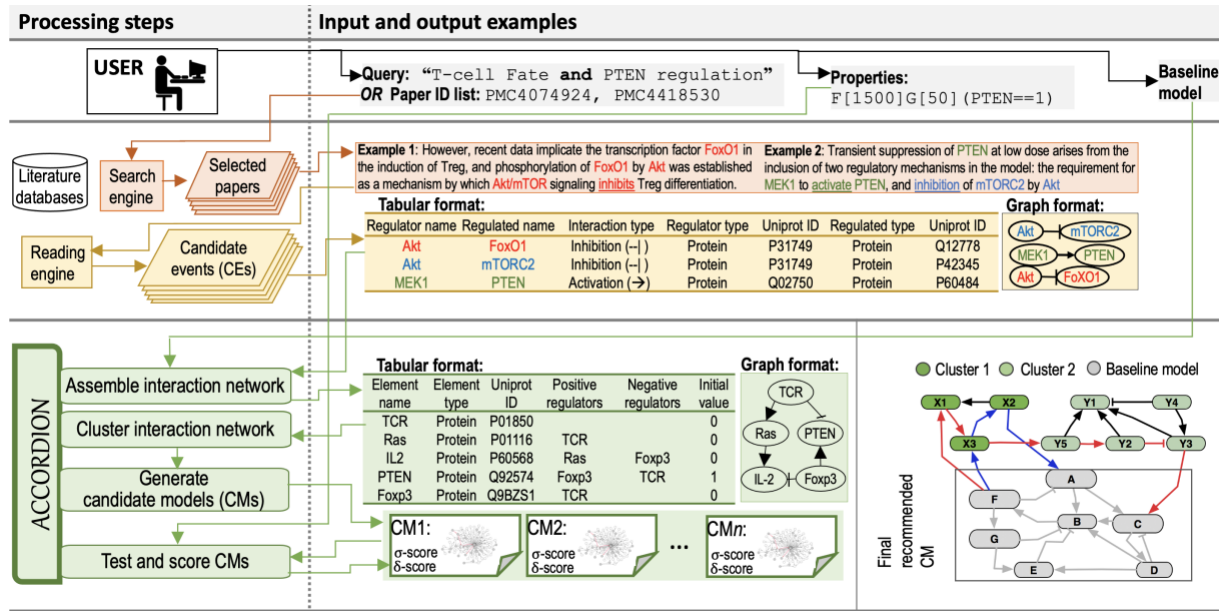 Processing steps
Input and output examples
USER
Query: “T-cell Fate and PTEN regulation”
OR Paper ID list: PMC4074924, PMC4418530
Properties:
F[1500]G[50](PTEN==1)
Baseline
model
Literature
databases
Search
engine
Selected
papers
Example 1: However, recent data implicate the transcription factor FoxO1 in
the induction of Treg, and phosphorylation of FoxO1 by Akt was established
as a mechanism by which Akt/mTOR signaling inhibits Treg differentiation.
Example 2: Transient suppression of PTEN at low dose arises from the
inclusion of two regulatory mechanisms in the model: the requirement for
MEK1 to activate PTEN, and inhibition of mTORC2 by Akt
Reading
engine
Candidate
events (CEs)
Tabular format:
Regulator name Regulated name Interaction type Regulator type Uniprot ID Regulated type Uniprot ID
Akt FoxO1 Inhibition (--|) Protein P31749 Protein Q12778
Akt mTORC2 Inhibition (--|) Protein P31749 Protein P42345
MEK1 PTEN Activation (→) Protein Q02750 Protein P60484
Graph format:
Akt mTORC2
MEK1 PTEN
Akt FoXO1
ACCORDION
Assemble interaction network
Cluster interaction network
Generate
candidate models (CMs)
Test and score CMs
Tabular format:
Element Element Uniprot Positive Negative Initial
name type ID regulators regulators value
TCR Protein P01850 0
Ras Protein P01116 TCR 0
IL2 Protein P60568 Ras Foxp3 0
PTEN Protein Q92574 Foxp3 TCR 1
Foxp3 Protein Q9BZS1 TCR 0
Graph format:
TCR
Ras PTEN
IL-2 Foxp3
CM1:
σ-score
δ-score
CM2:
σ-score
δ-score
...
CMn:
σ-score
δ-score
Cluster 1 Cluster 2 Baseline model
X1 X2 Y1 Y4
X3 Y5 Y2 Y3
A
F
B C
G
E D
Final
recommended
CM